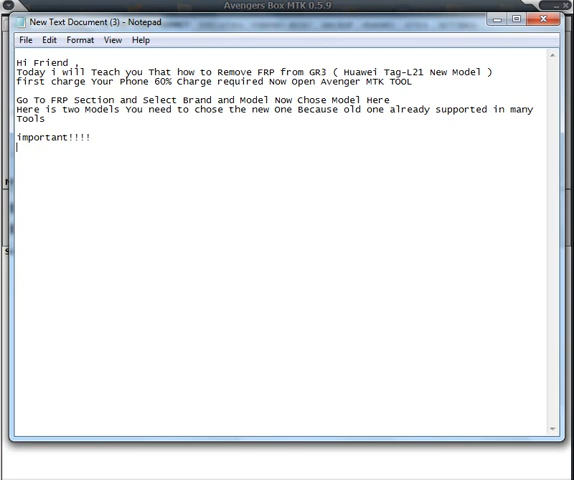 Avengers Box MTK 0.5.9
New Text Document (3) - Notepad
File Edit Format View Help
Hi Friend ,
Today i will Teach you That how to Remove FRP from GR3 ( Huawei Tag-L21 New Model )
first charge Your Phone 60% Charge required Now Open Avenger MTK TOOL
Go To FRP Section and Select Brand and Model Now Chose Model Here
Here is two Models You need to chose the new One Because old one already supported in many
Tools
important!!!!